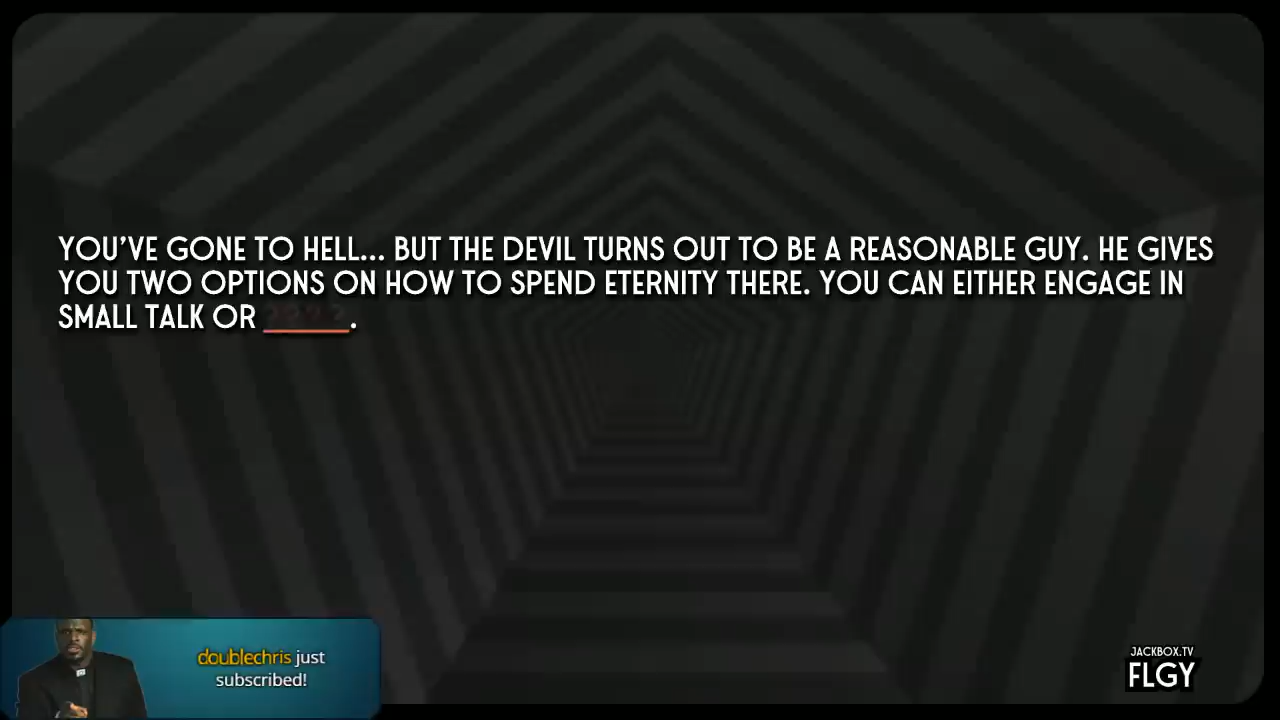 YOU'VE GONE TO HELL... BUT THE DEVIL TURNS OUT TO BE A REASONABLE GUY. HE GIVES
YOU TWO OPTIONS ON HOW TO SPEND ETERNITY THERE. YOU CAN EITHER ENGAGE IN
SMALL TALK OR ______.
doublechris just
subscribed!
JACKBOX.TV
FLGY